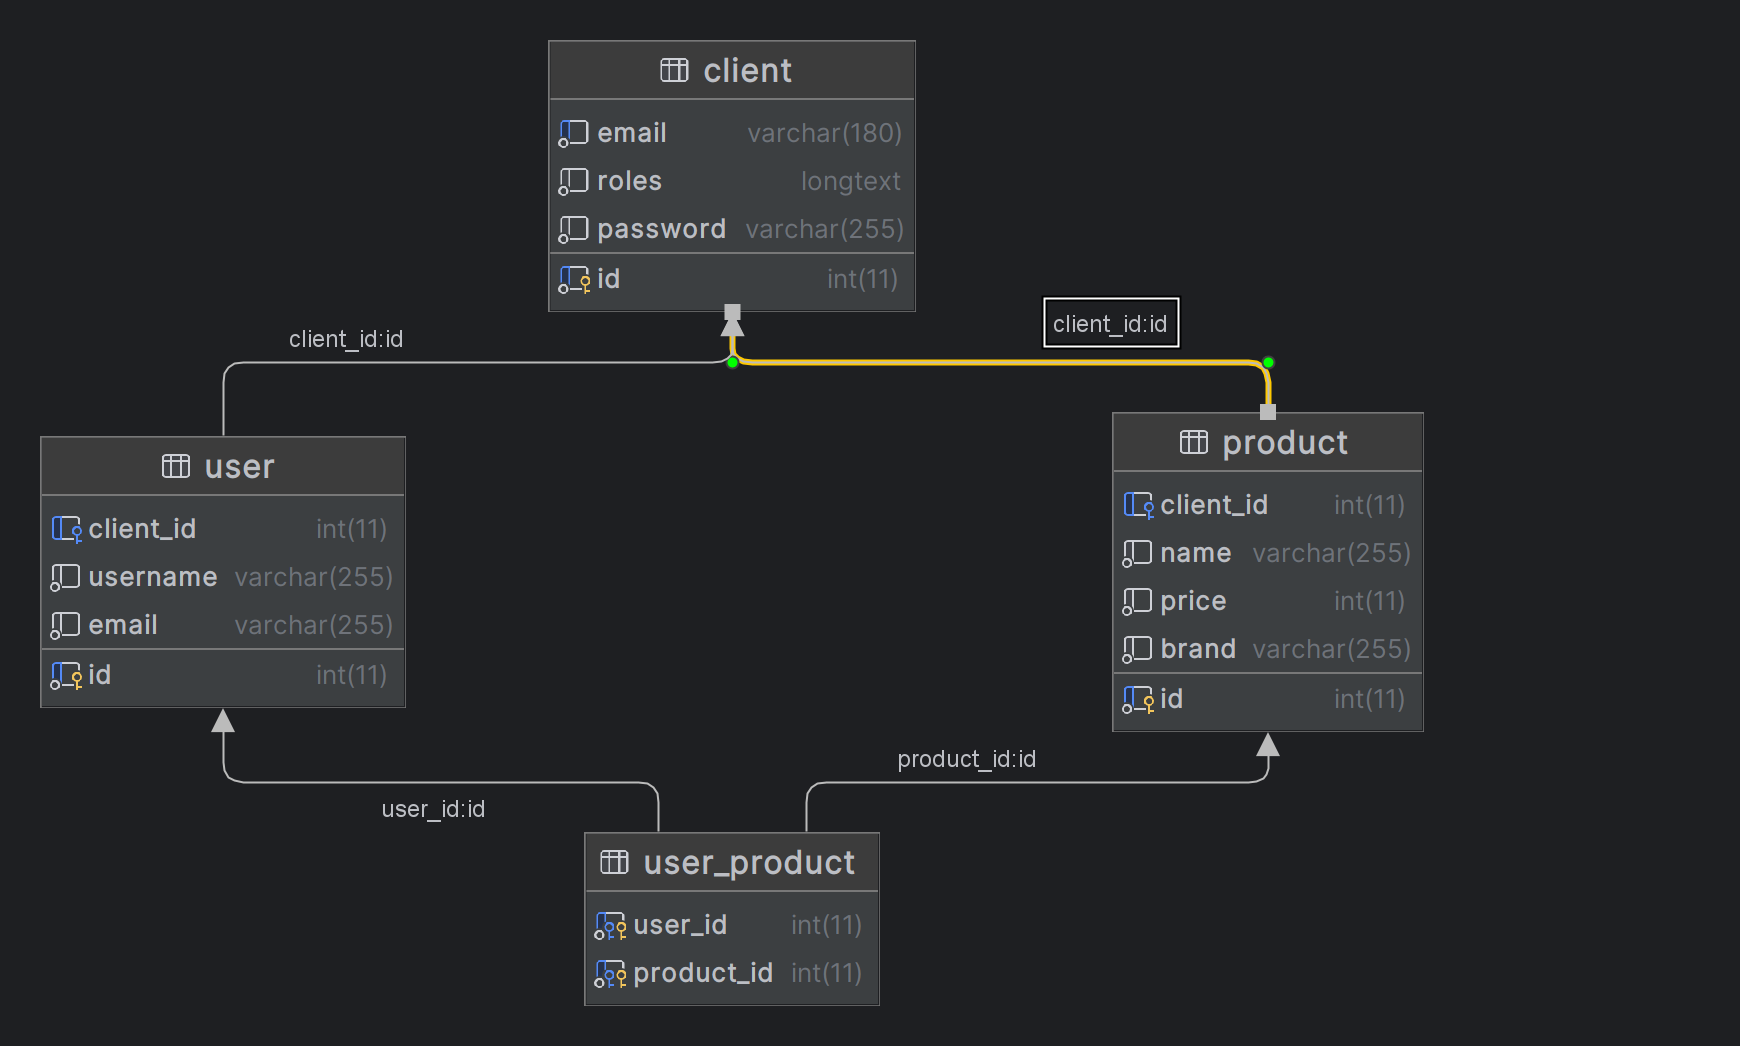 client
email varchar(180)
roles longtext
password varchar(255)
id int(11)
client_id:id
client_id:id
user
client_id int(11)
username varchar(255)
email varchar(255)
id int(11)
product
client_id int(11)
name varchar(255)
price int(11)
brand varchar(255)
id int(11)
user_id:id
product_id:id
user_product
user_id int(11)
product_id int(11)